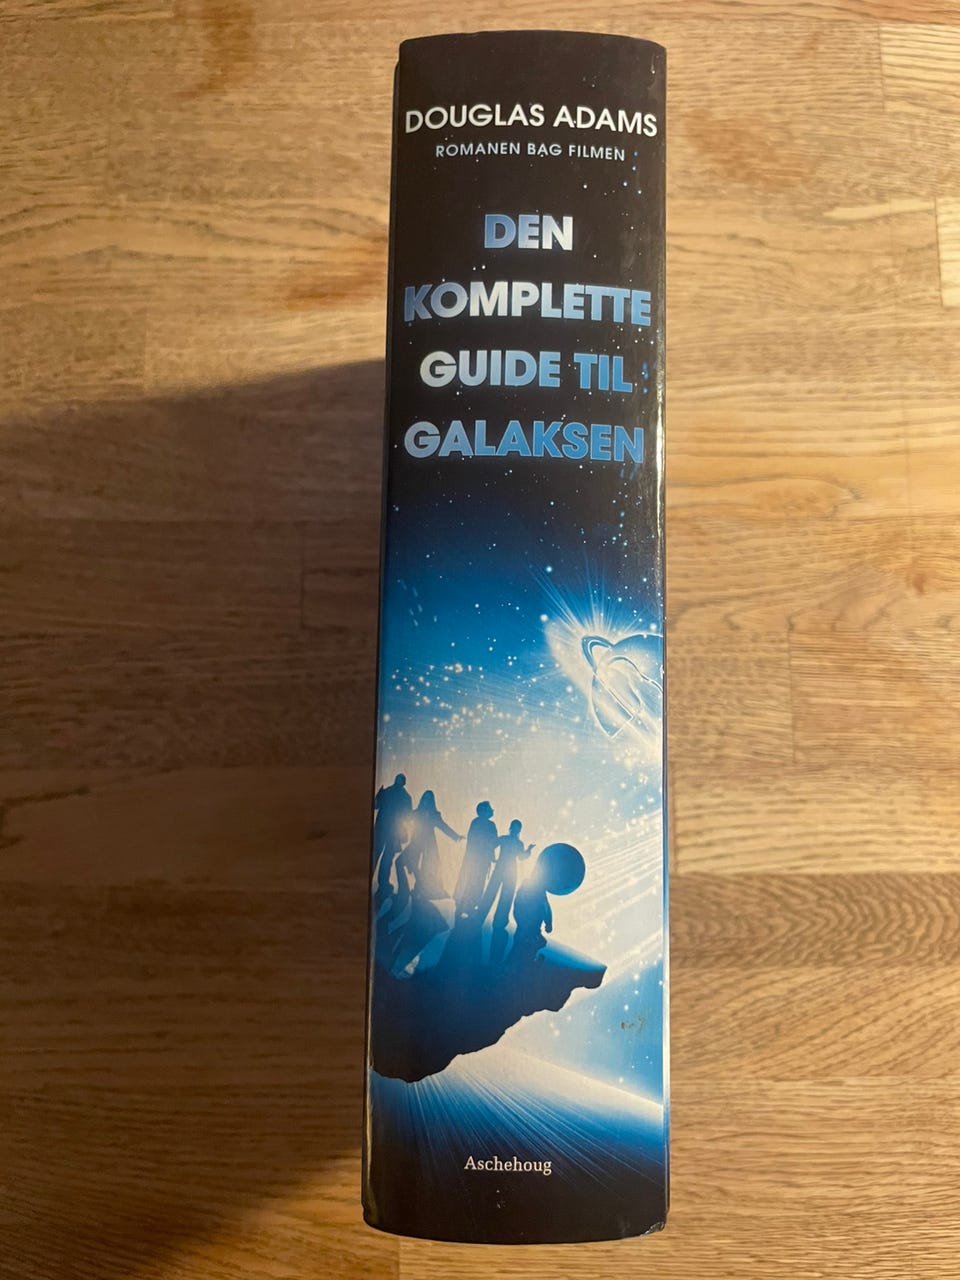 DOUGLAS ADAMS
ROMANEN BAG FILMEN
DEN
KOMPLETTE
GUIDE TIL
GALAKSEN
Aschehoug